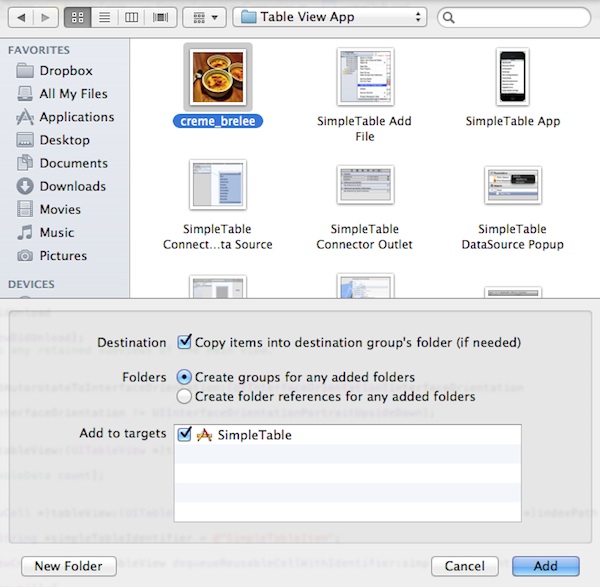 Table View App
FAVORITES
Dropbox
All My Files
Applications
Desktop
Documents
Downloads
Movies
Music
Pictures
DEVICES
creme_brelee
SimpleTable Add
File
SimpleTable App
SimpleTable
Connect...ta Source
SimpleTable
Connector Outlet
SimpleTable
DataSource Popup
Destination
Copy items into destination group's folder (if needed)
Folders
Create groups for any added folders
Create folder references for any added folders
Add to targets
SimpleTable
New Folder
Cancel
Add